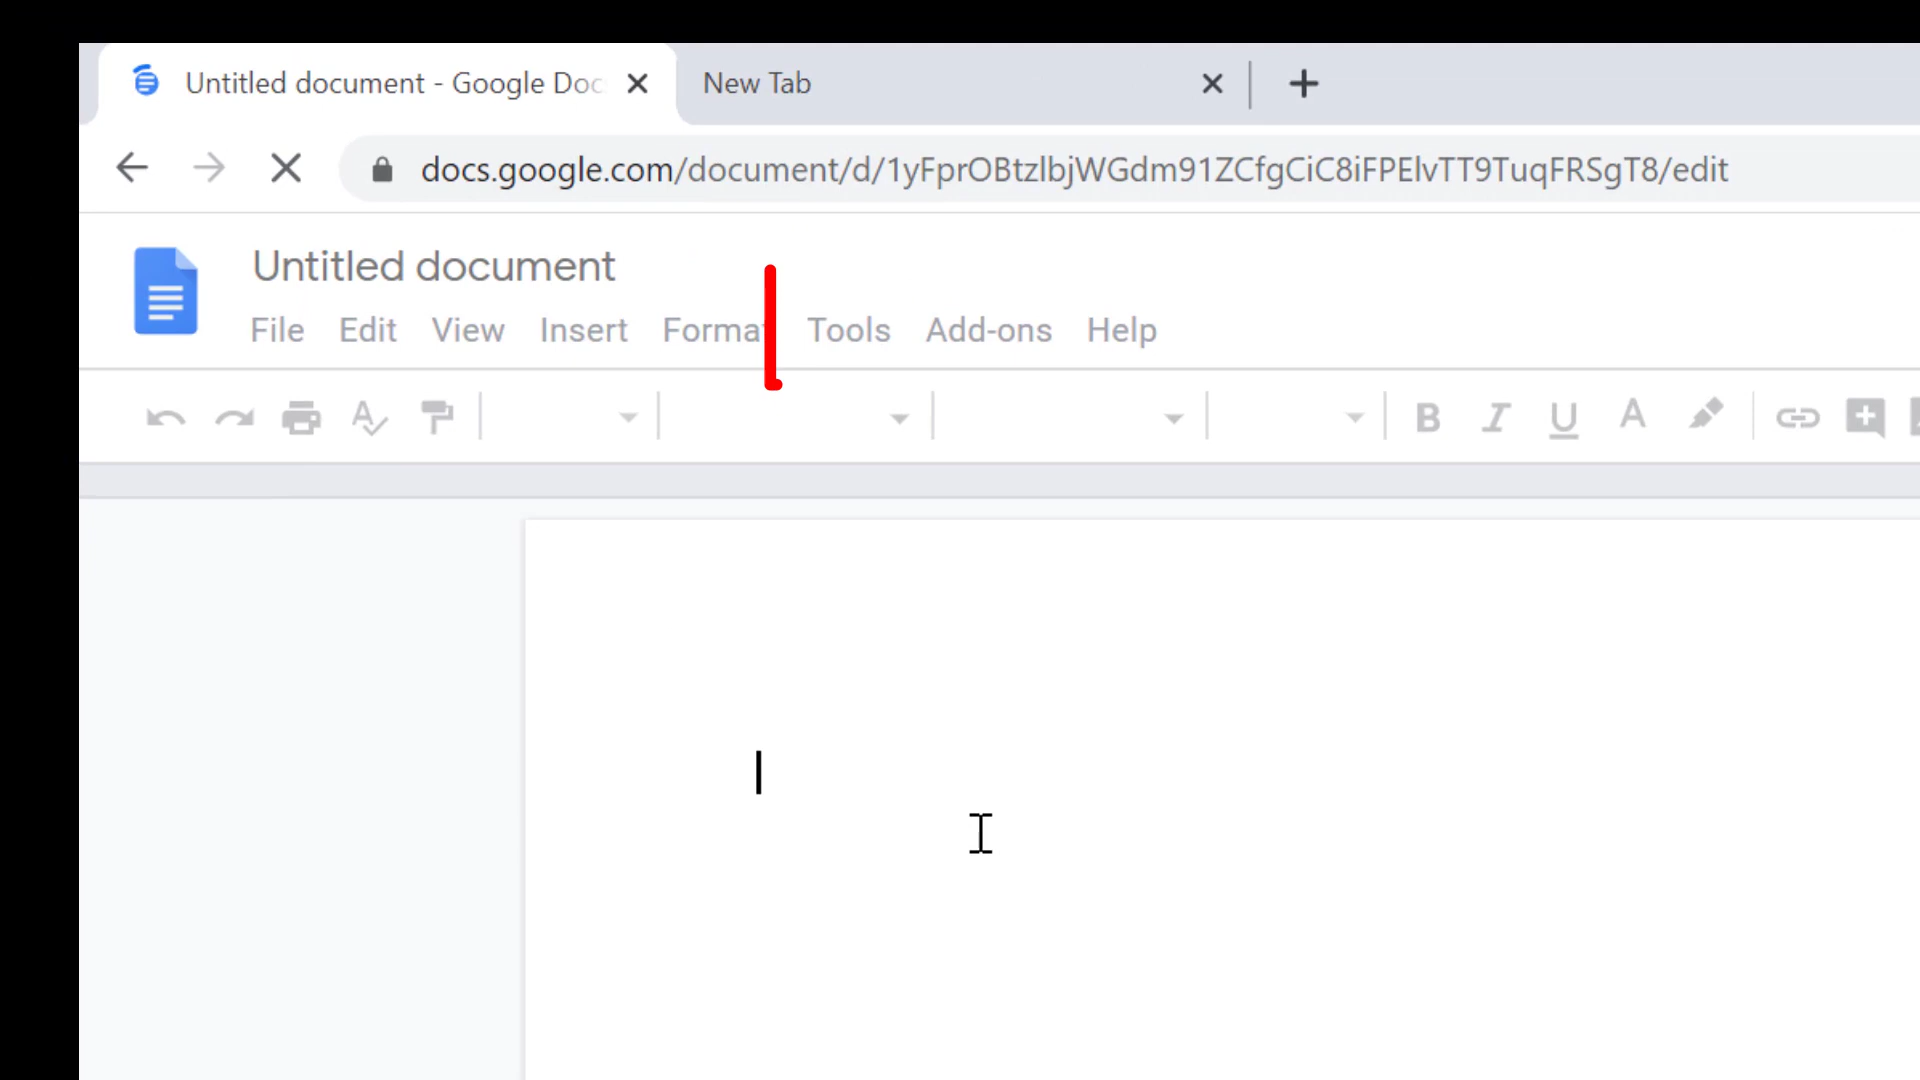 Untitled document - Google Doc
New Tab
docs.google.com/document/d/1yFprOBtzlbjWGdm91ZCfgCiC8iFPElvTT9TuqFRSgT8/edit
Untitled document
File Edit View Insert Format Tools Add-ons Help
B I U A